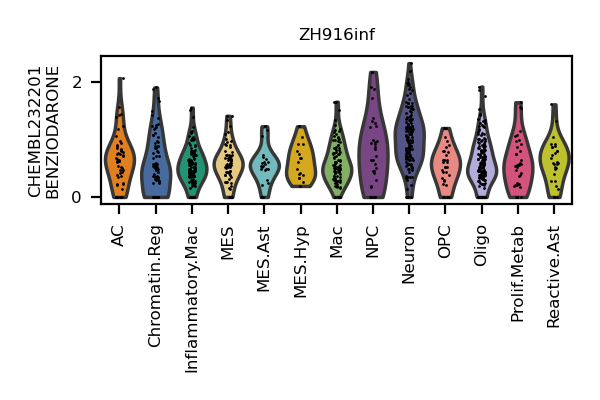 ZH916inf
CHEMBL232201
BENZIODARONE
2
0
AC
Chromatin.Reg
Inflammatory.Mac
MES
MES.Ast
MES.Hyp
Mac
NPC
Neuron
OPC
Oligo
Prolif.Metab
Reactive.Ast